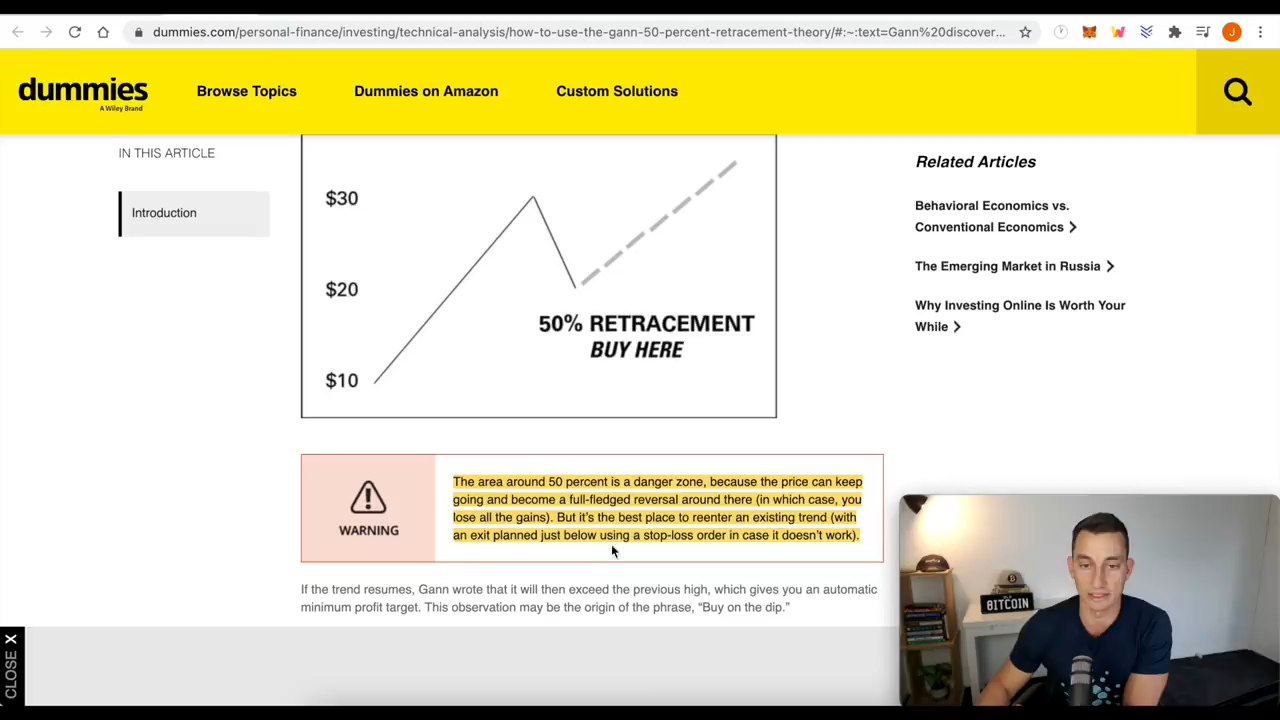 dummies.com/personal-finance/investing/technical-analysis/how-to-use-the-gann-50-percent-retracement-theory/#:~:text=Gann%20discover...
J
dummies
A Wiley Brand
Browse Topics
Dummies on Amazon
Custom Solutions
IN THIS ARTICLE
Introduction
$30
$20
$10
50% RETRACEMENT
BUY HERE
Related Articles
Behavioral Economics vs.
Conventional Economics
The Emerging Market in Russia
Why Investing Online Is Worth Your
While
WARNING
The area around 50 percent is a danger zone, because the price can keep
going and become a full-fledged reversal around there (in which case, you
lose all the gains). But it’s the best place to reenter an existing trend (with
an exit planned just below using a stop-loss order in case it doesn’t work).
If the trend resumes, Gann wrote that it will then exceed the previous high, which gives you an automatic
minimum profit target. This observation may be the origin of the phrase, “Buy on the dip.”
CLOSE X
BITCOIN